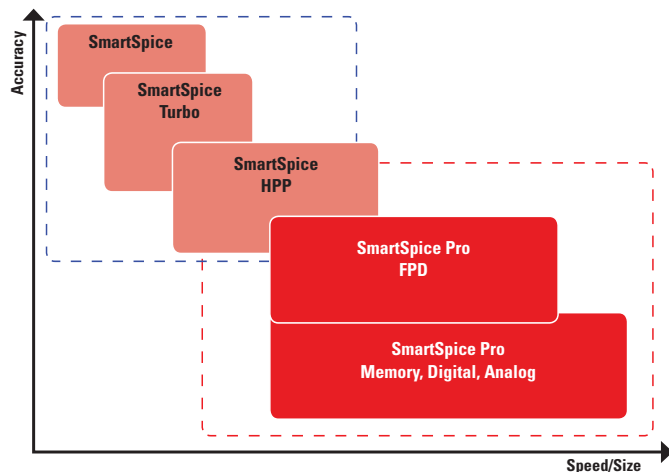 Accuracy
SmartSpice
SmartSpice
Turbo
SmartSpice
HPP
SmartSpice Pro
FPD
SmartSpice Pro
Memory, Digital, Analog
Speed/Size